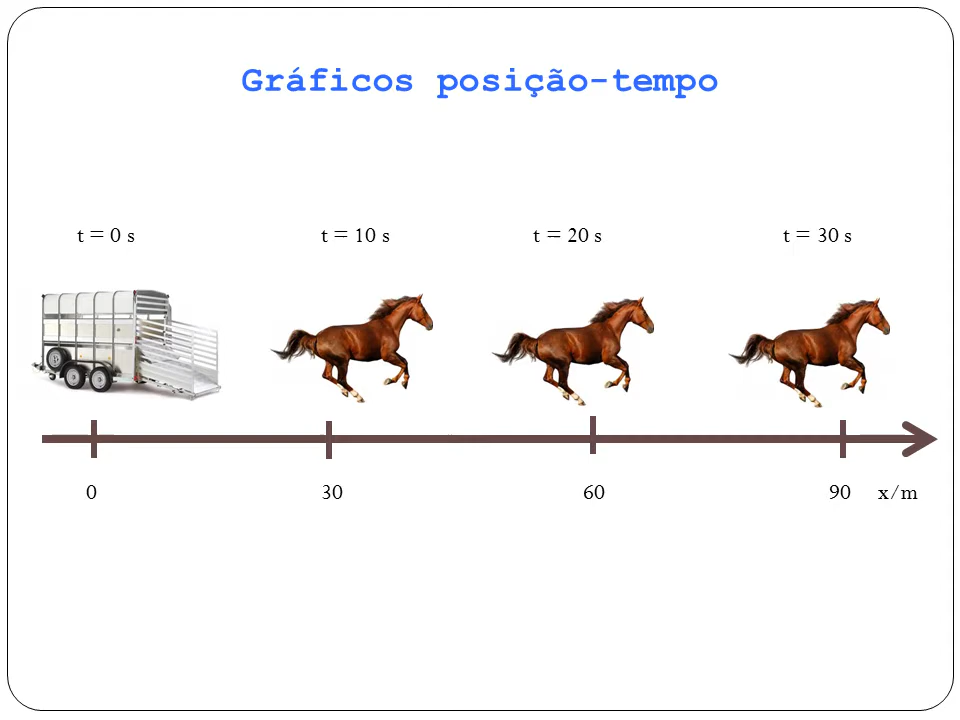 Gráficos posição-tempo
t = 0 s t = 10 s t = 20 s t = 30 s
0 30 60 90 x/m